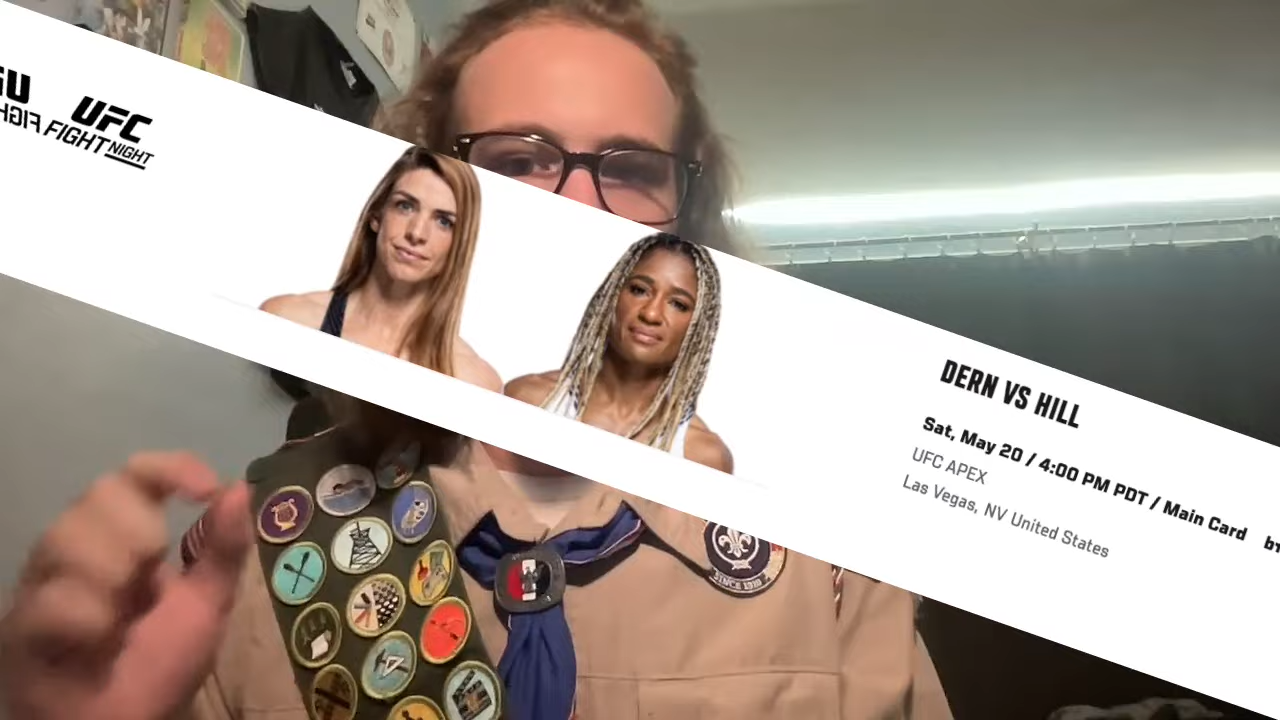 UFC
FIGHT NIGHT
DERN VS HILL
Sat, May 20 / 4:00 PM PDT / Main Card
UFC APEX
Las Vegas, NV United States
SINCE 1910